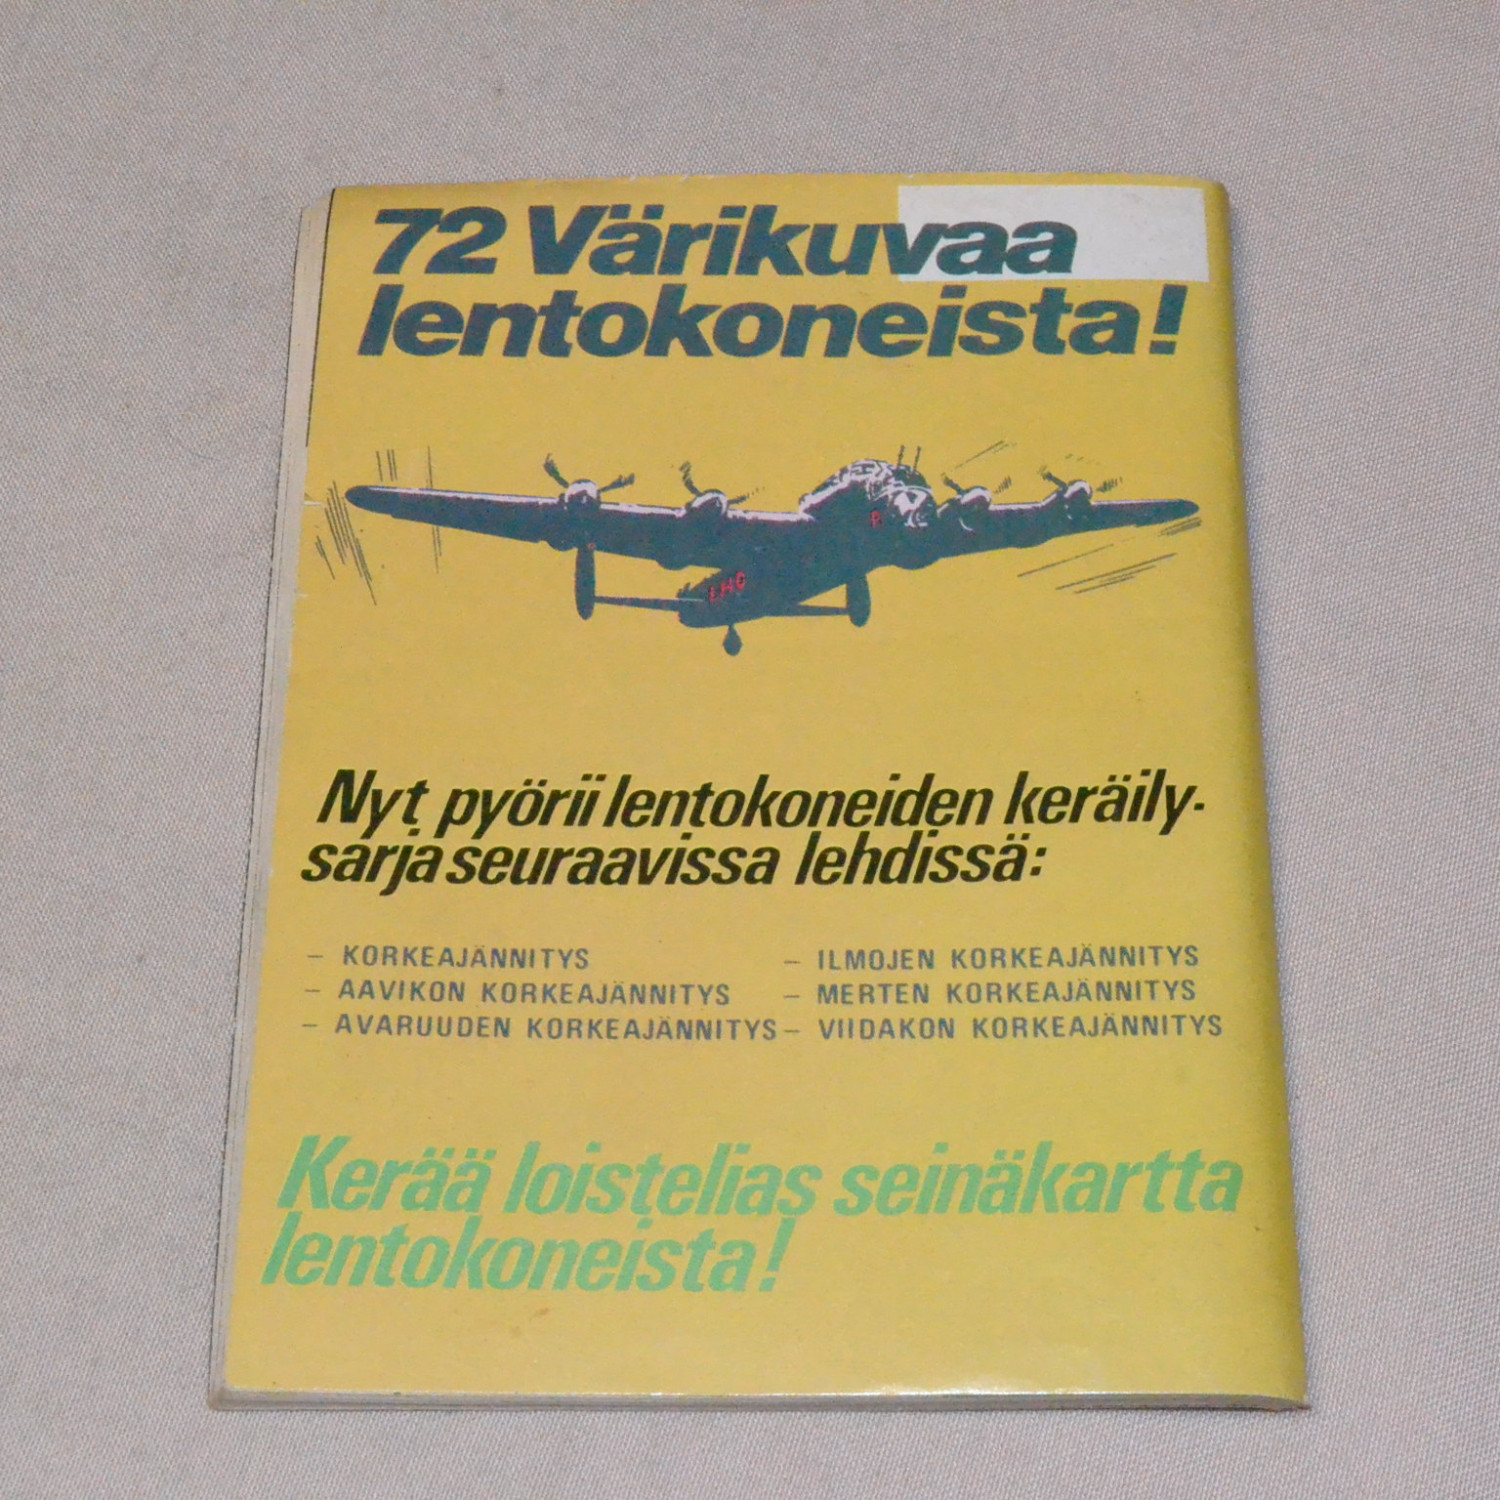 72 Värikuvaa
lentokoneista!
Nyt pyörii lentokoneiden keräily-
sarja seuraavissa lehdissä:
– KORKEAJÄNNITYS
– AAVIKON KORKEAJÄNNITYS
– AVARUUDEN KORKEAJÄNNITYS
– ILMOJEN KORKEAJÄNNITYS
– MERTEN KORKEAJÄNNITYS
– VIIDAKON KORKEAJÄNNITYS
Kerää loistelias seinäkartta
lentokoneista!